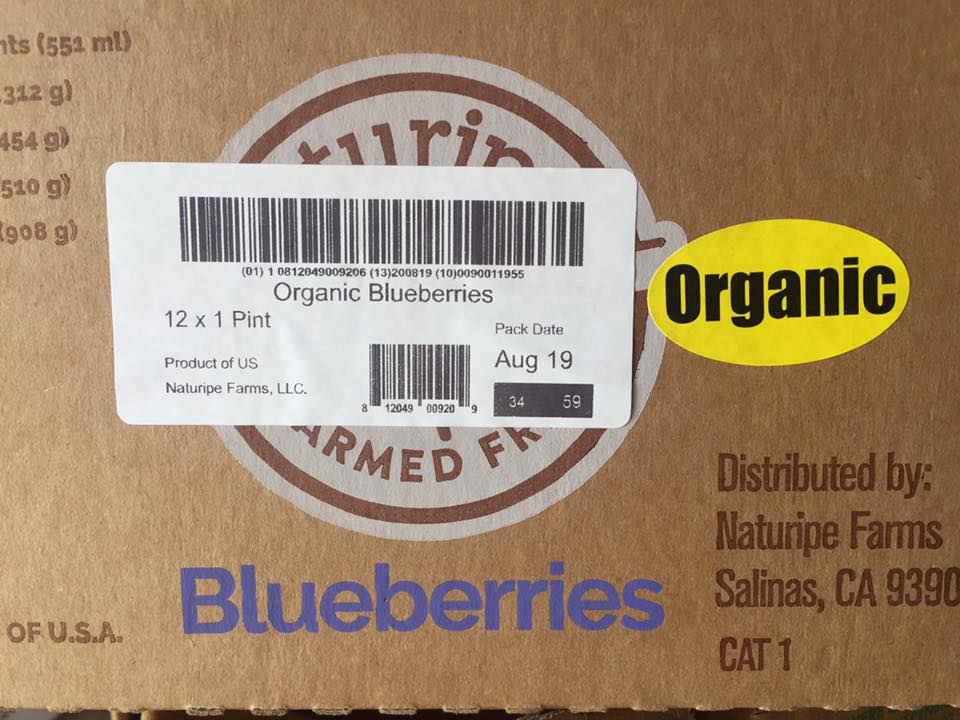 nts (551 ml)
312 g)
454 g)
510 g)
(908 g)
turip
(01) 1 0812049009206 (13)200819 (10)0090011955
Organic Blueberries
12 x 1 Pint
Pack Date
Product of US
Aug 19
Naturipe Farms, LLC.
8 12049 00920 9
34 59
Organic
ARMED FR
Distributed by:
Naturipe Farms
Salinas, CA 9390
CAT 1
Blueberries
OF U.S.A.